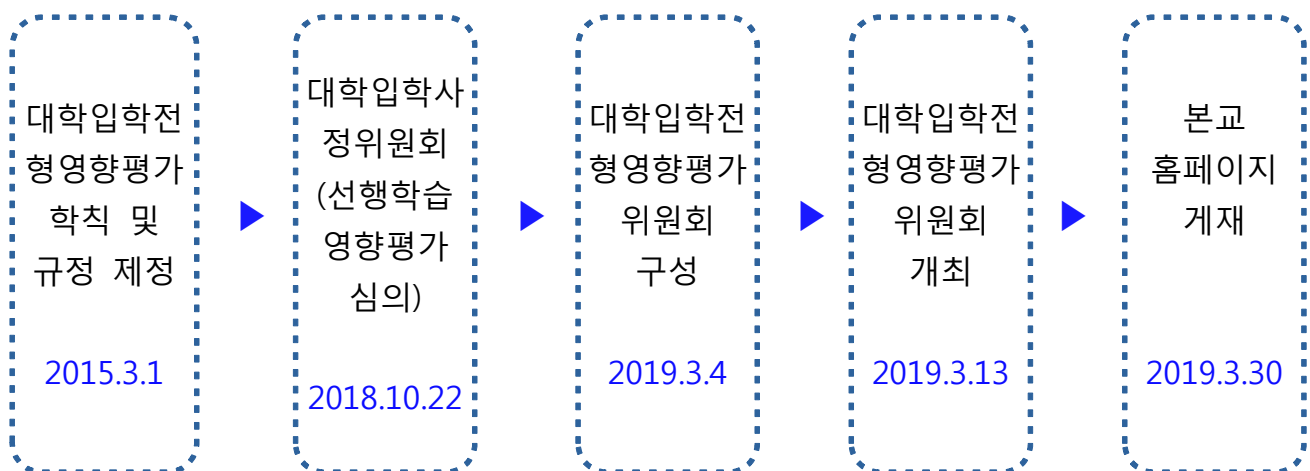 대학입학전
형영향평가
학칙 및
규정 제정
2015.3.1
대학입학사
정위원회
(선행학습
영향평가
심의)
2018.10.22
대학입학전
형영향평가
위원회
구성
2019.3.4
대학입학전
형영향평가
위원회
개최
2019.3.13
본교
홈페이지
게재
2019.3.30